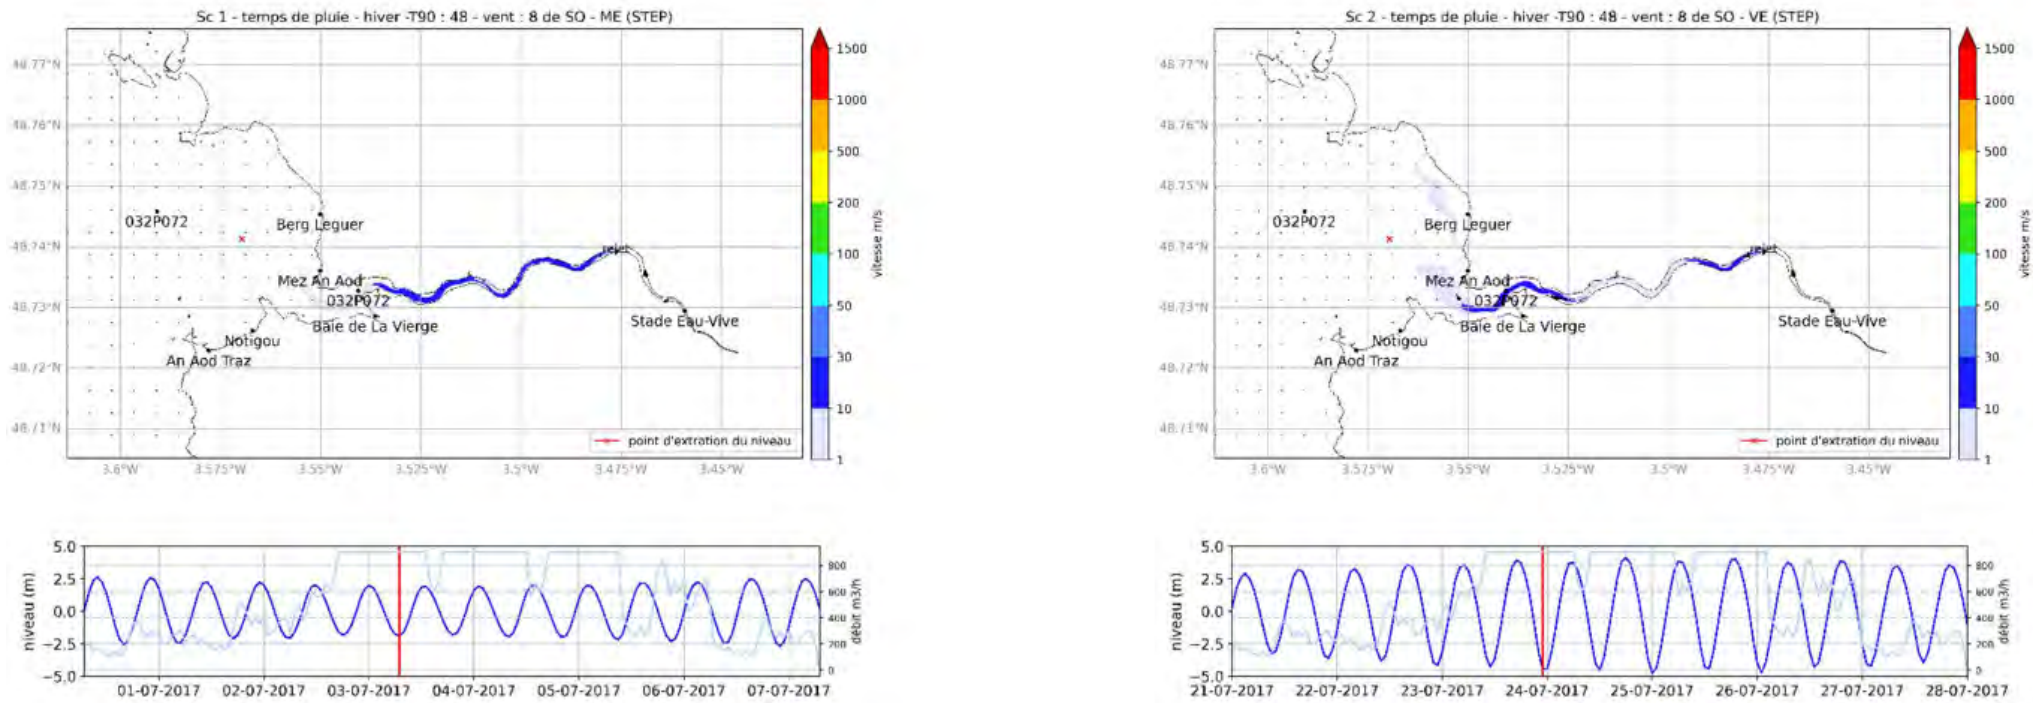 Sc 1 - temps de pluie - hiver -T90 : 48 - vent : 8 de SO - ME (STEP)
48.77°N
48.76°N
48.75°N
48.74°N
48.73°N
48.72°N
48.71°N
032P072
Berg Leguer
rejet
Mez An Aod
032P072
Baie de La Vierge
Stade Eau-Vive
Notigou
An Aod Traz
point d'extration du niveau
3.6°W
3.575°W
3.55°W
3.525°W
3.5°W
3.475°W
3.45°W
1500
1000
500
200
100
50
30
10
1
vitesse m/s
niveau (m)
5.0
2.5
0.0
−2.5
−5.0
800
600
400
200
0
débit m3/h
01-07-2017
02-07-2017
03-07-2017
04-07-2017
05-07-2017
06-07-2017
07-07-2017
Sc 2 - temps de pluie - hiver -T90 : 48 - vent : 8 de SO - VE (STEP)
48.77°N
48.76°N
48.75°N
48.74°N
48.73°N
48.72°N
48.71°N
032P072
Berg Leguer
rejet
Mez An Aod
032P072
Baie de La Vierge
Stade Eau-Vive
Notigou
An Aod Traz
point d'extration du niveau
3.6°W
3.575°W
3.55°W
3.525°W
3.5°W
3.475°W
3.45°W
1500
1000
500
200
100
50
30
10
1
vitesse m/s
niveau (m)
5.0
2.5
0.0
−2.5
−5.0
800
600
400
200
0
débit m3/h
21-07-2017
22-07-2017
23-07-2017
24-07-2017
25-07-2017
26-07-2017
27-07-2017
28-07-2017